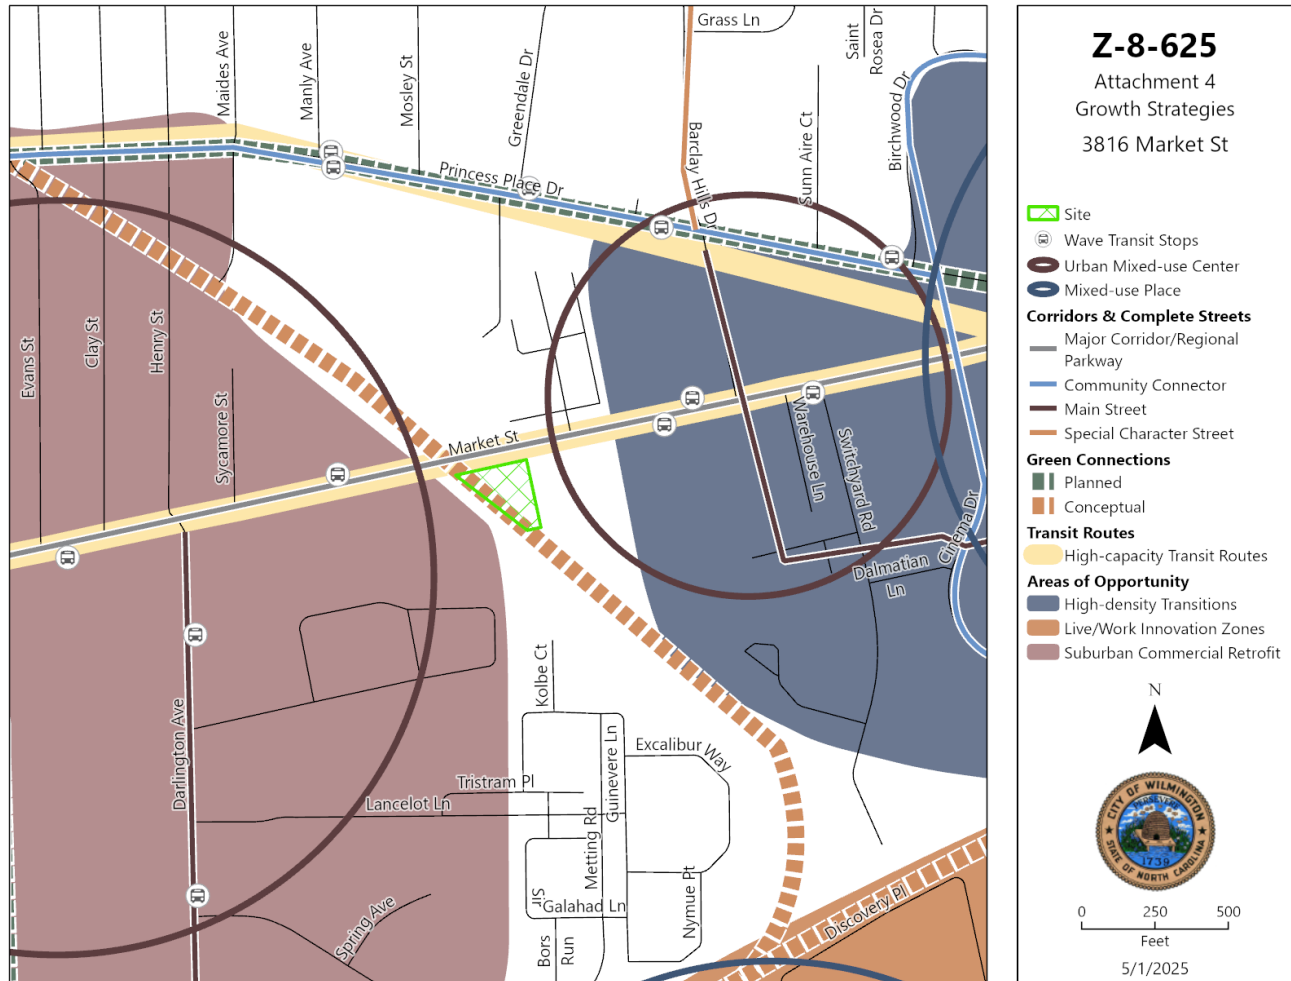 Grass Ln
Saint
Rosea Dr
Maides Ave
Manly Ave
Mosley St
Greendale Dr
Barclay Hills Dr
Sunn Aire Ct
Birchwood Dr
Princess Place Dr
Evans St
Clay St
Henry St
Sycamore St
Market St
Warehouse Ln
Switchyard Rd
Cinema Dr
Dalmatian
Ln
Darlington Ave
Kolbe Ct
Guinevere Ln
Excalibur Way
Tristram Pl
Lancelot Ln
Metting Rd
Sir
Galahad Ln
Nymue Pt
Bors
Run
Spring Ave
Discovery Pl
Z-8-625
Attachment 4
Growth Strategies
3816 Market St
Site
Wave Transit Stops
Urban Mixed-use Center
Mixed-use Place
Corridors & Complete Streets
Major Corridor/Regional
Parkway
Community Connector
Main Street
Special Character Street
Green Connections
Planned
Conceptual
Transit Routes
High-capacity Transit Routes
Areas of Opportunity
High-density Transitions
Live/Work Innovation Zones
Suburban Commercial Retrofit
N
CITY OF WILMINGTON
PERSEVERE
1739
STATE OF NORTH CAROLINA
0 250 500
Feet
5/1/2025